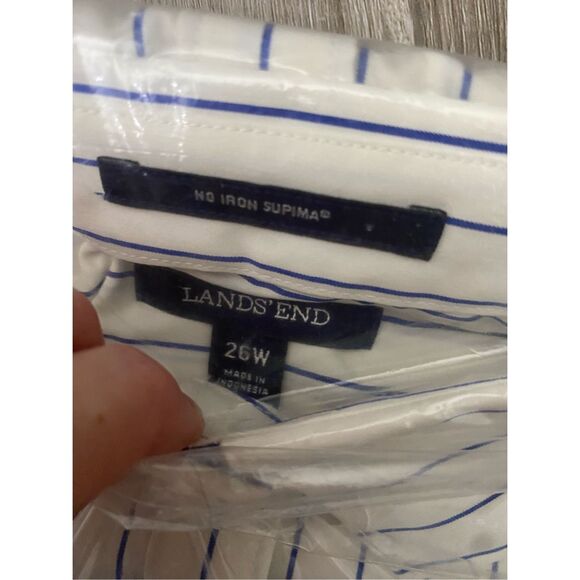 NO IRON SUPIMA®
LANDS' END
26W
MADE IN
INDONESIA